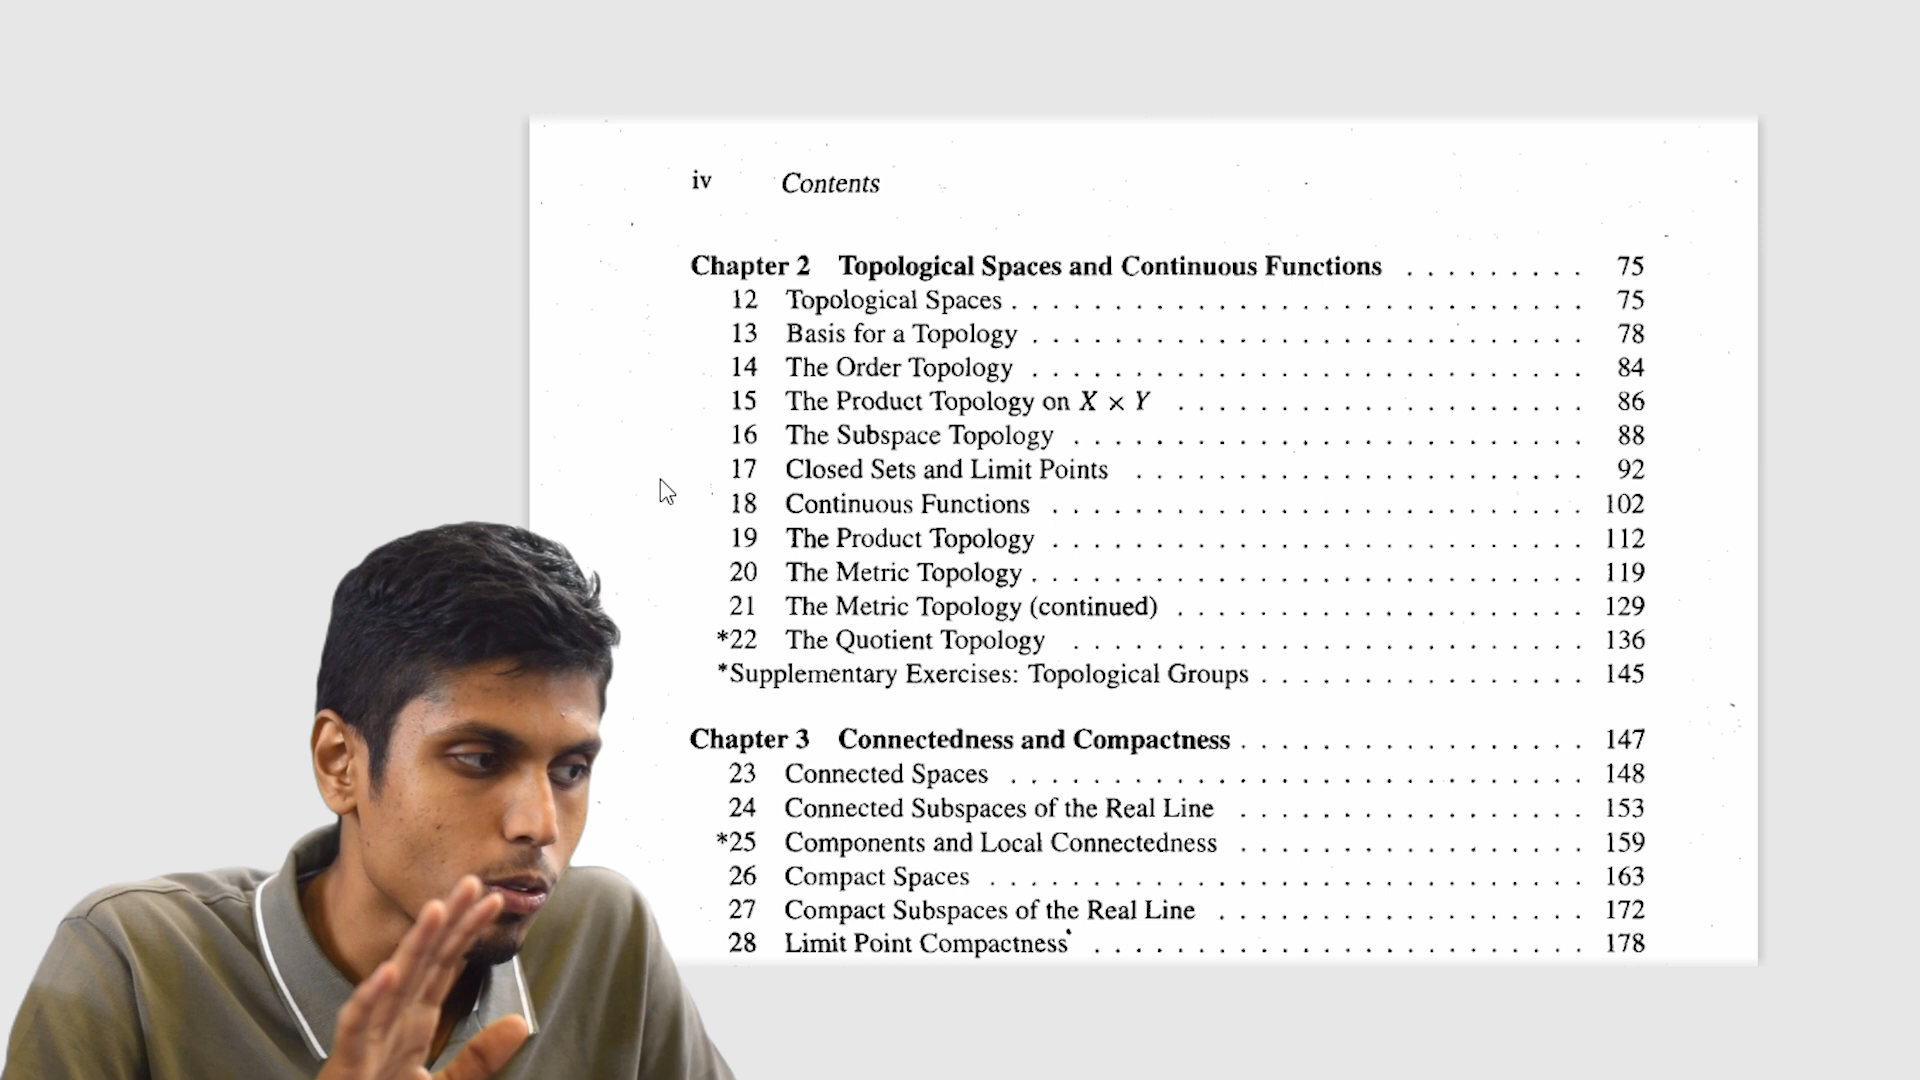 iv Contents
Chapter 2 Topological Spaces and Continuous Functions . . . . . . . . 75
12 Topological Spaces . . . . . . . . . . . . . . . . . . . . . 75
13 Basis for a Topology . . . . . . . . . . . . . . . . . . . . . 78
14 The Order Topology . . . . . . . . . . . . . . . . . . . . . 84
15 The Product Topology on X × Y . . . . . . . . . . . . . . . 86
16 The Subspace Topology . . . . . . . . . . . . . . . . . . . 88
17 Closed Sets and Limit Points . . . . . . . . . . . . . . . . . 92
18 Continuous Functions . . . . . . . . . . . . . . . . . . . . 102
19 The Product Topology . . . . . . . . . . . . . . . . . . . . 112
20 The Metric Topology . . . . . . . . . . . . . . . . . . . . . 119
21 The Metric Topology (continued) . . . . . . . . . . . . . . . 129
*22 The Quotient Topology . . . . . . . . . . . . . . . . . . . 136
*Supplementary Exercises: Topological Groups . . . . . . . . . . . . 145
Chapter 3 Connectedness and Compactness . . . . . . . . . . . . . 147
23 Connected Spaces . . . . . . . . . . . . . . . . . . . . . 148
24 Connected Subspaces of the Real Line . . . . . . . . . . . . . 153
*25 Components and Local Connectedness . . . . . . . . . . . . . 159
26 Compact Spaces . . . . . . . . . . . . . . . . . . . . . . 163
27 Compact Subspaces of the Real Line . . . . . . . . . . . . . . 172
28 Limit Point Compactness . . . . . . . . . . . . . . . . . . 178